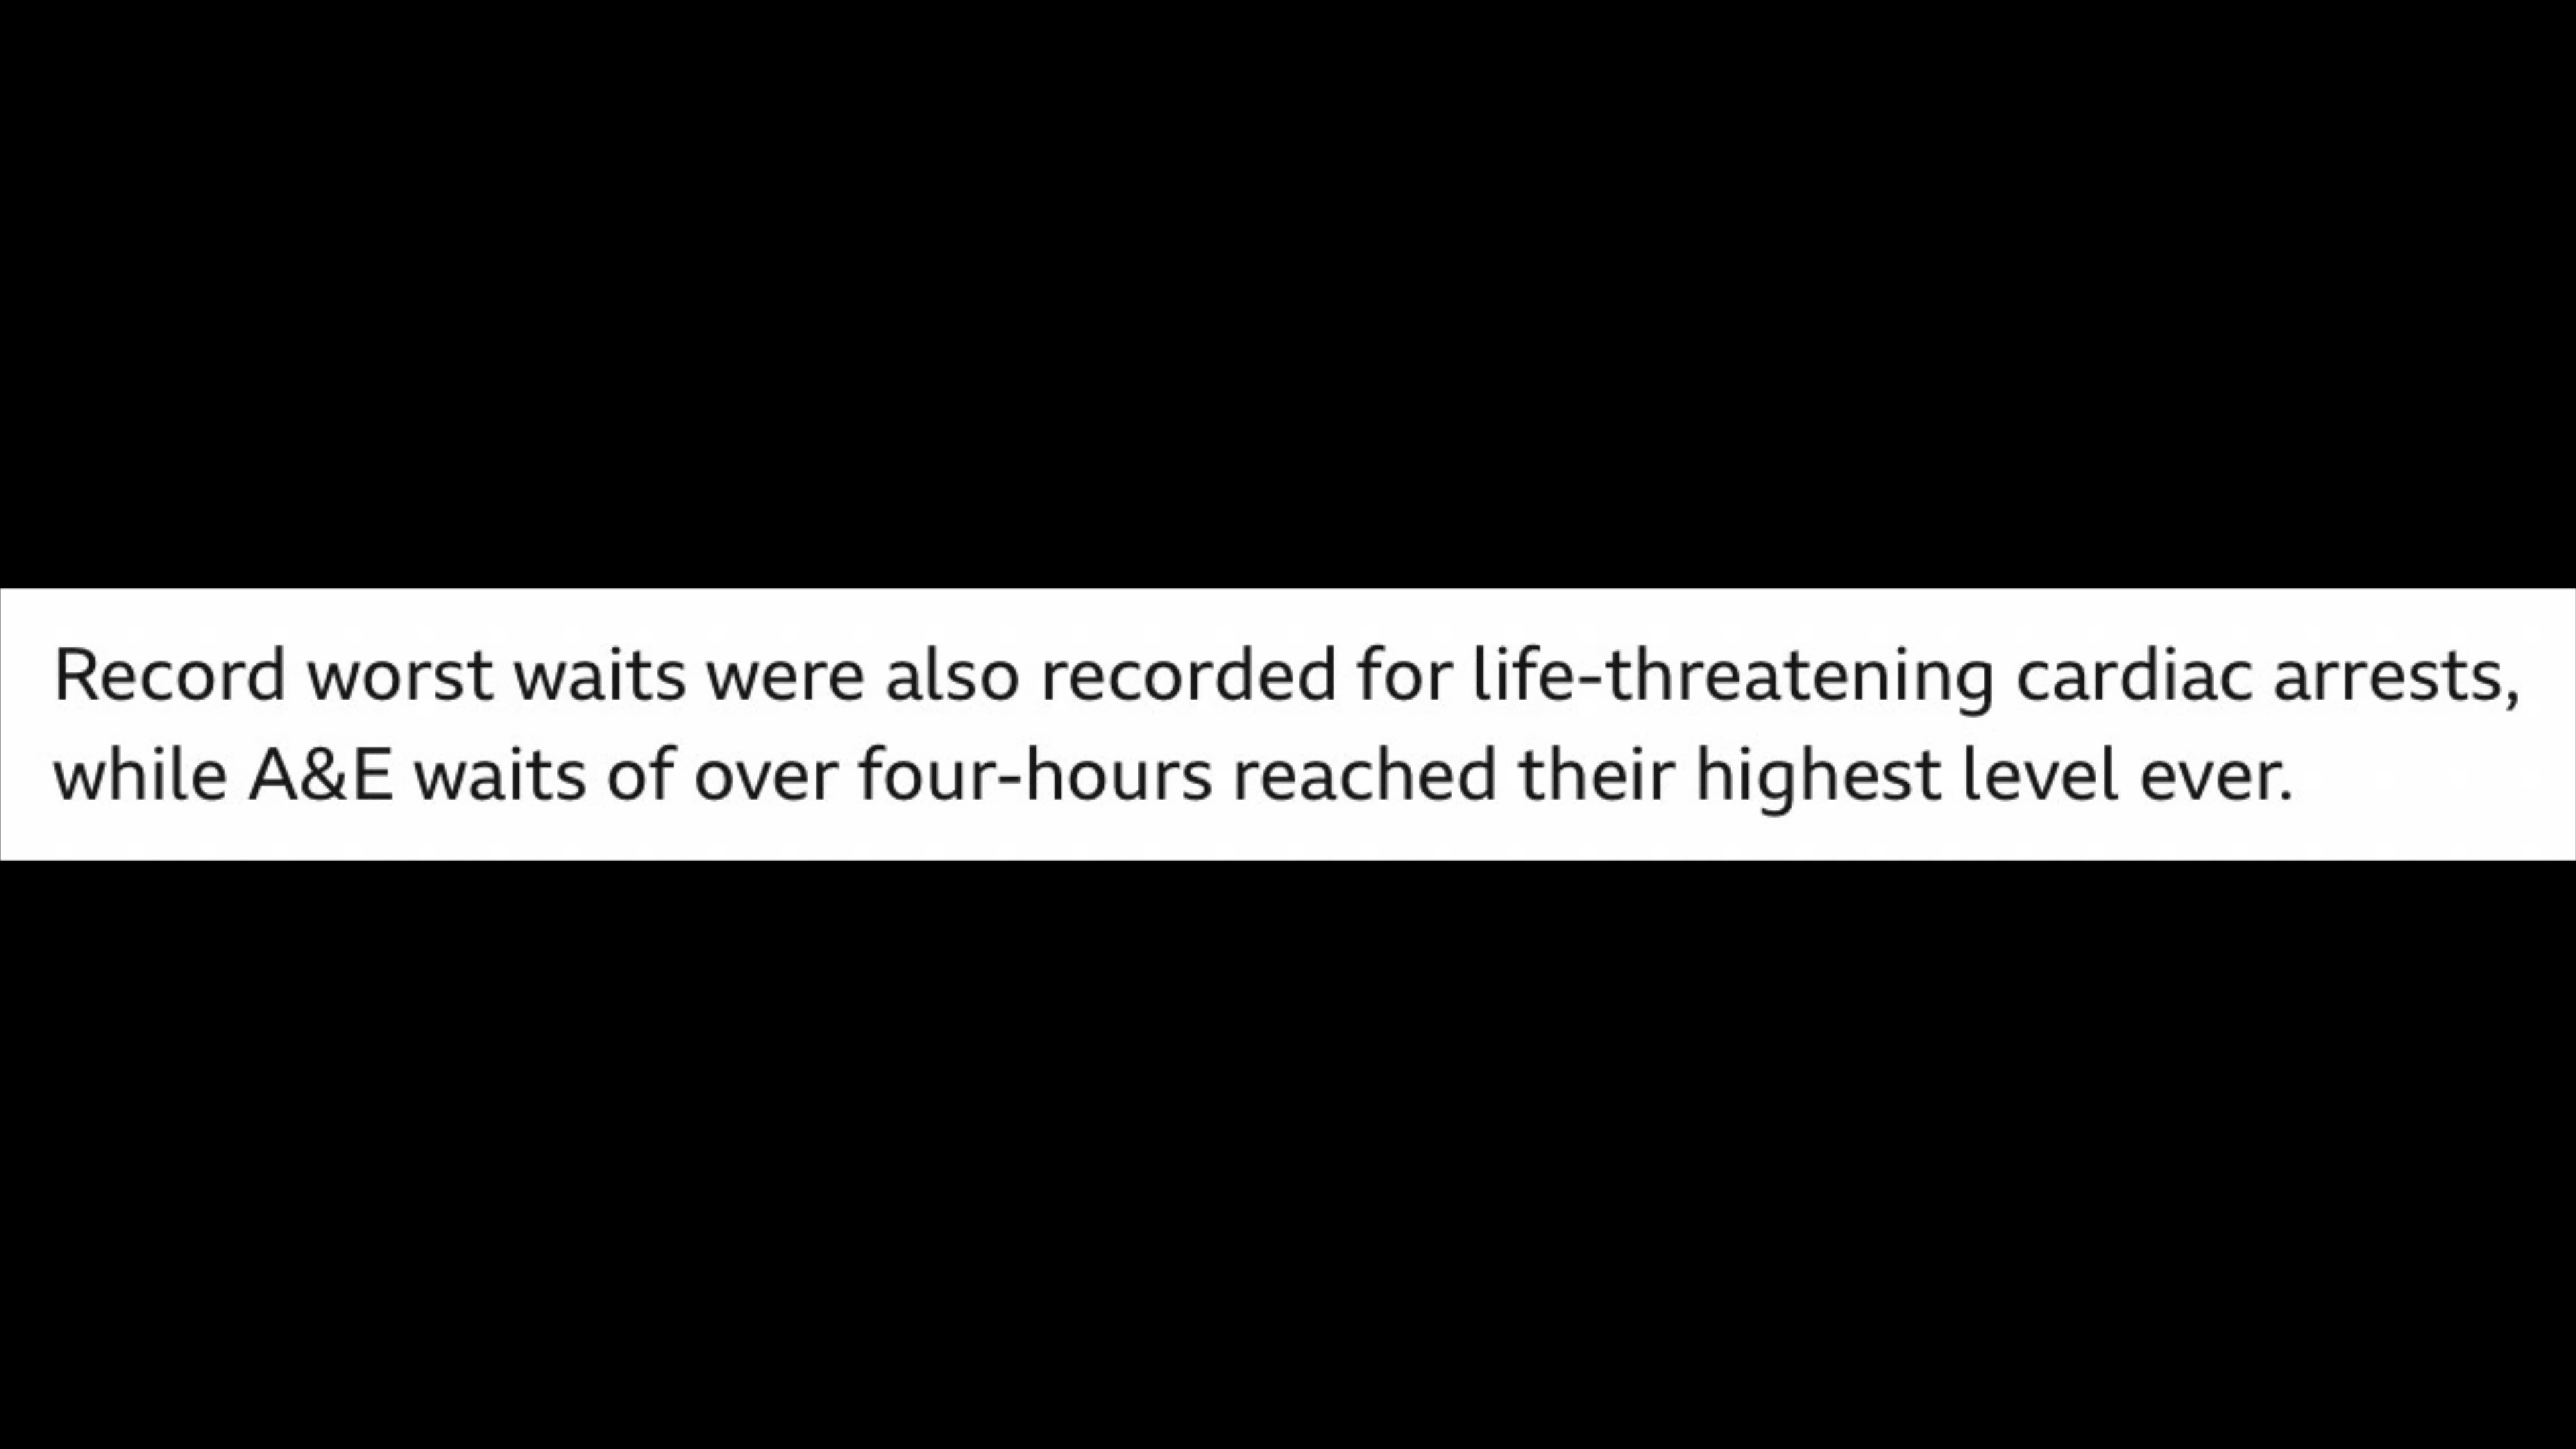 Record worst waits were also recorded for life-threatening cardiac arrests,
while A&E waits of over four-hours reached their highest level ever.